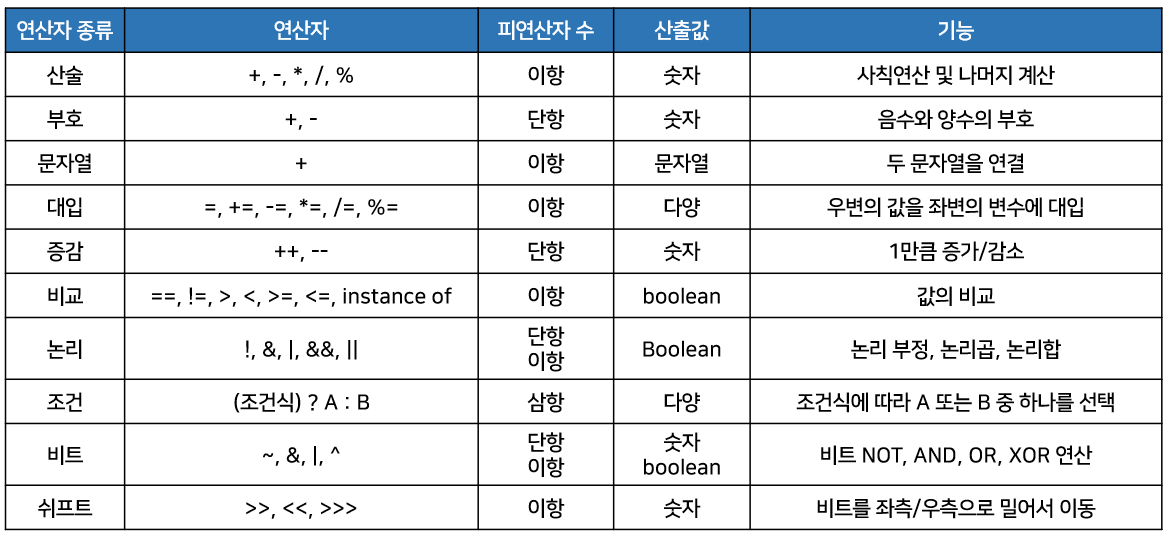 연산자 종류 연산자 피연산자 수 산출값 기능
산술 +, -, *, /, % 이항 숫자 사칙연산 및 나머지 계산
부호 +, - 단항 숫자 음수와 양수의 부호
문자열 + 이항 문자열 두 문자열을 연결
대입 =, +=, -=, *=, /=, %= 이항 다양 우변의 값을 좌변의 변수에 대입
증감 ++, -- 단항 숫자 1만큼 증가/감소
비교 ==, !=, >, <, >=, <=, instance of 이항 boolean 값의 비교
논리 !, &, |, &&, || 단항 이항 Boolean 논리 부정, 논리곱, 논리합
조건 (조건식) ? A : B 삼항 다양 조건식에 따라 A 또는 B 중 하나를 선택
비트 ~, &, |, ^ 단항 이항 숫자 boolean 비트 NOT, AND, OR, XOR 연산
쉬프트 >>, <<, >>> 이항 숫자 비트를 좌측/우측으로 밀어서 이동